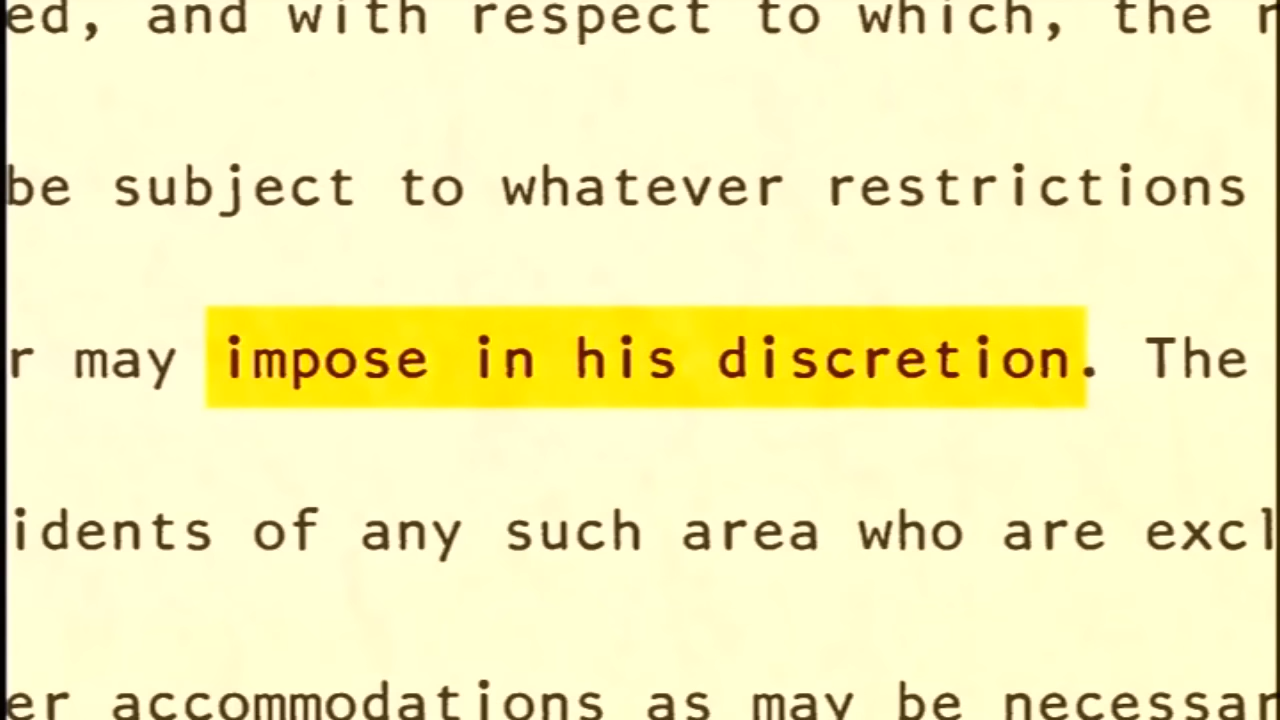 ed, and with respect to which, the
be subject to whatever restrictions
r may impose in his discretion. The
idents of any such area who are excl
er accommodations as may be necessar